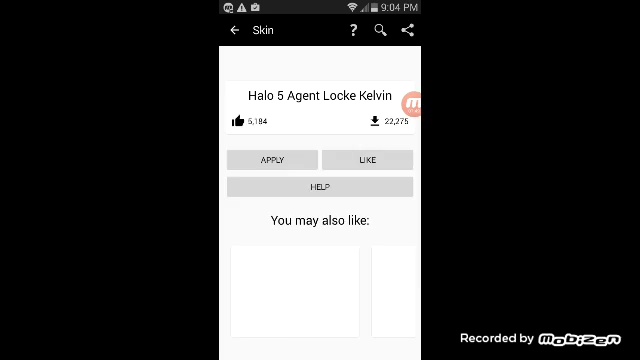 9:04 PM
Skin
?
Halo 5 Agent Locke Kelvin
5,184
22,275
APPLY
LIKE
HELP
You may also like:
Recorded by Mobizen